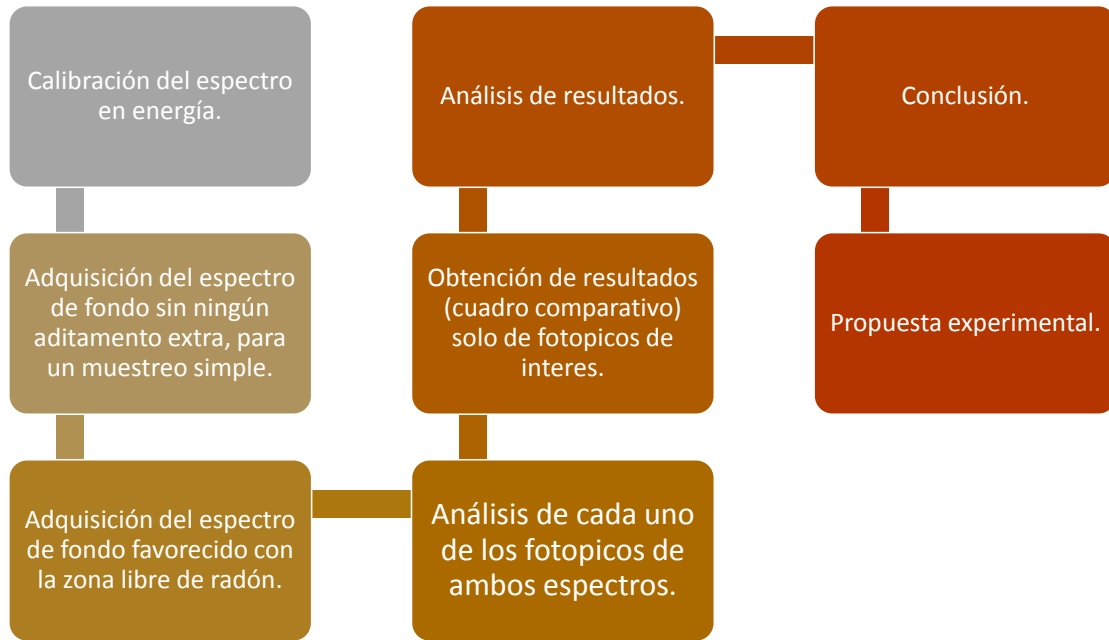 Calibración del espectro
en energía.
Adquisición del espectro
de fondo sin ningún
aditamento extra, para
un muestreo simple.
Adquisición del espectro
de fondo favorecido con
la zona libre de radón.
Análisis de cada uno
de los fotopicos de
ambos espectros.
Obtención de resultados
(cuadro comparativo)
solo de fotopicos de
interes.
Análisis de resultados.
Conclusión.
Propuesta experimental.